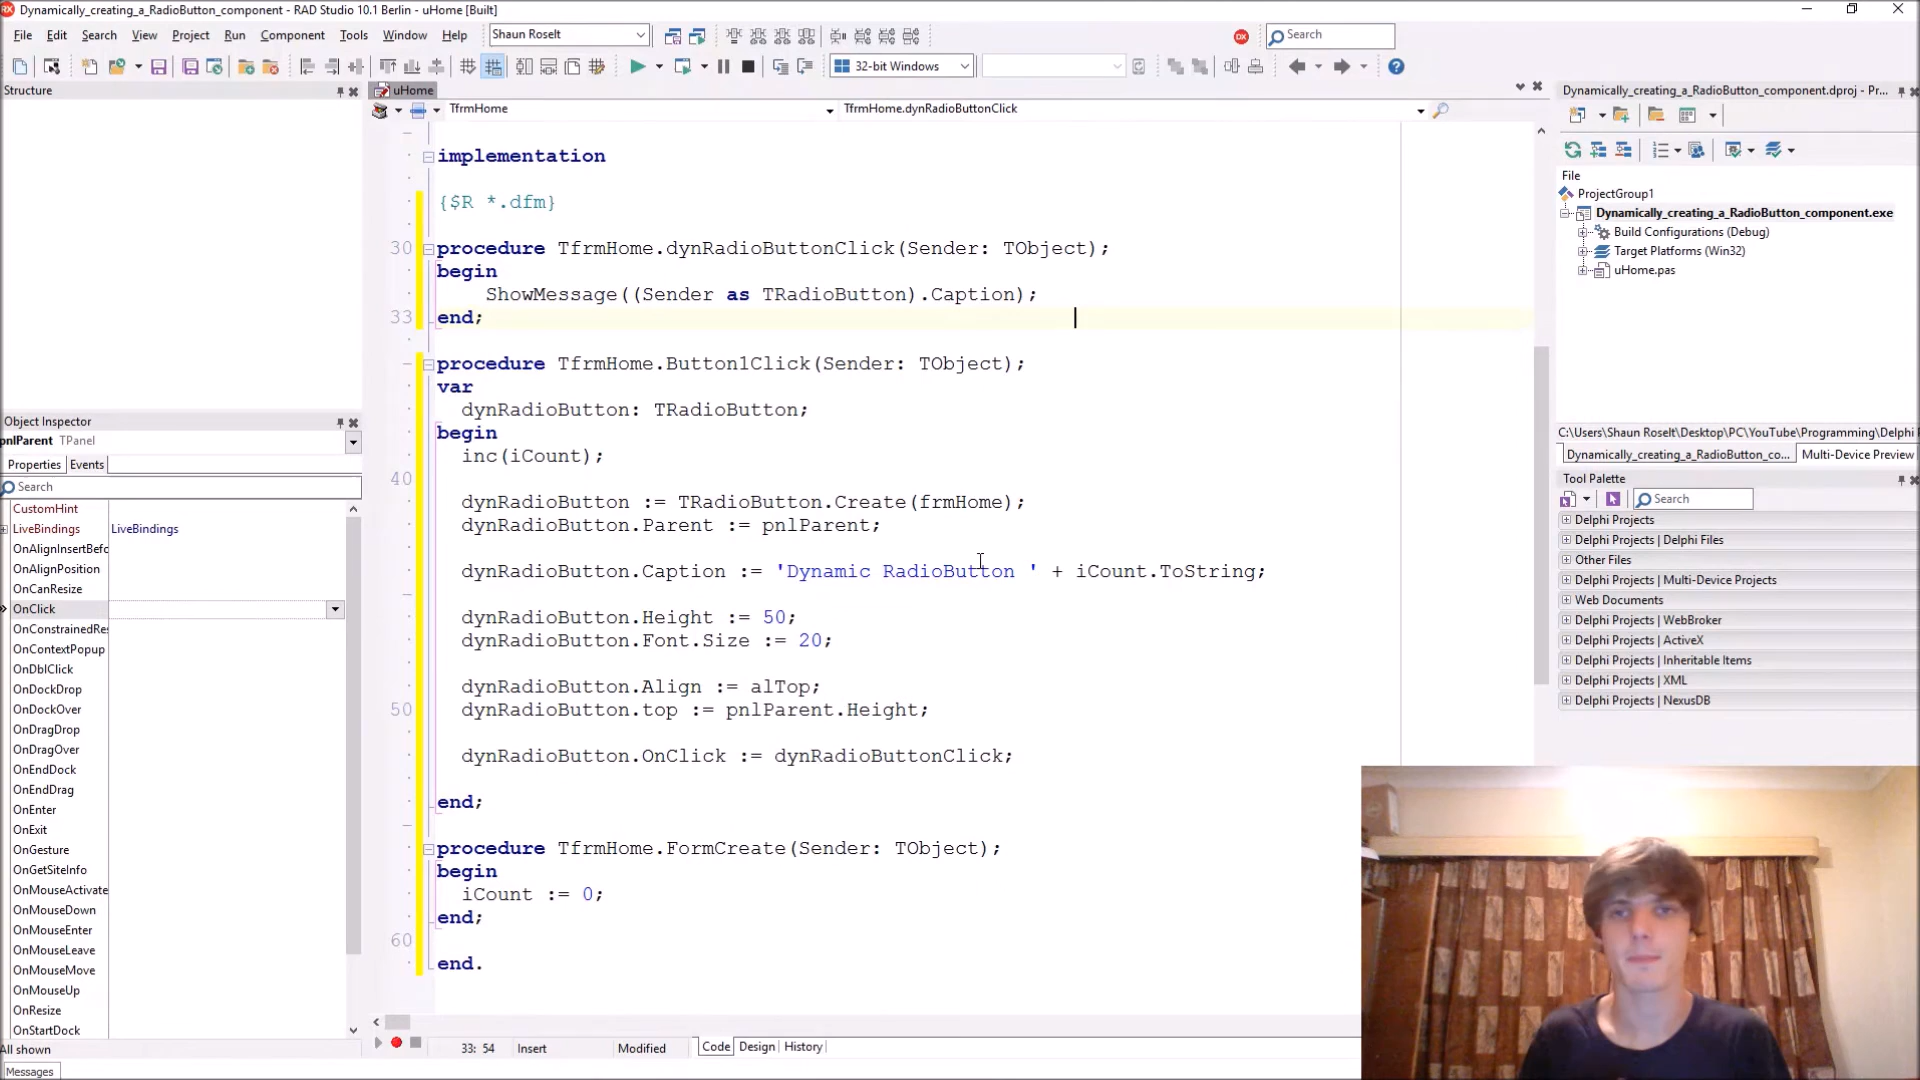 Dynamically_creating_a_RadioButton_component - RAD Studio 10.1 Berlin - uHome [Built]
File Edit Search View Project Run Component Tools Window Help
Shaun Roselt
Search
32-bit Windows
Structure
uHome
TfrmHome
TfrmHome.dynRadioButtonClick
implementation
{$R *.dfm}
30 procedure TfrmHome.dynRadioButtonClick(Sender: TObject);
begin
ShowMessage((Sender as TRadioButton).Caption);
33 end;
procedure TfrmHome.Button1Click(Sender: TObject);
var
dynRadioButton: TRadioButton;
begin
inc(iCount);
40
dynRadioButton := TRadioButton.Create(frmHome);
dynRadioButton.Parent := pnlParent;
dynRadioButton.Caption := 'Dynamic RadioButton ' + iCount.ToString;
dynRadioButton.Height := 50;
dynRadioButton.Font.Size := 20;
dynRadioButton.Align := alTop;
50 dynRadioButton.top := pnlParent.Height;
dynRadioButton.OnClick := dynRadioButtonClick;
end;
procedure TfrmHome.FormCreate(Sender: TObject);
begin
iCount := 0;
end;
60
end.
33: 54 Insert Modified Code Design History
Object Inspector
pnlParent TPanel
Properties Events
Search
CustomHint
LiveBindings LiveBindings
OnAlignInsertBefo
OnAlignPosition
OnCanResize
OnClick
OnConstrainedRes
OnContextPopup
OnDblClick
OnDockDrop
OnDockOver
OnDragDrop
OnDragOver
OnEndDock
OnEndDrag
OnEnter
OnExit
OnGesture
OnGetSiteInfo
OnMouseActivate
OnMouseDown
OnMouseEnter
OnMouseLeave
OnMouseMove
OnMouseUp
OnResize
OnStartDock
All shown
Messages
Dynamically_creating_a_RadioButton_component.dproj - Pr...
File
ProjectGroup1
Dynamically_creating_a_RadioButton_component.exe
Build Configurations (Debug)
Target Platforms (Win32)
uHome.pas
C:\Users\Shaun Roselt\Desktop\PC\YouTube\Programming\Delphi
Dynamically_creating_a_RadioButton_co... Multi-Device Preview
Tool Palette
Search
Delphi Projects
Delphi Projects | Delphi Files
Other Files
Delphi Projects | Multi-Device Projects
Web Documents
Delphi Projects | WebBroker
Delphi Projects | ActiveX
Delphi Projects | Inheritable Items
Delphi Projects | XML
Delphi Projects | NexusDB